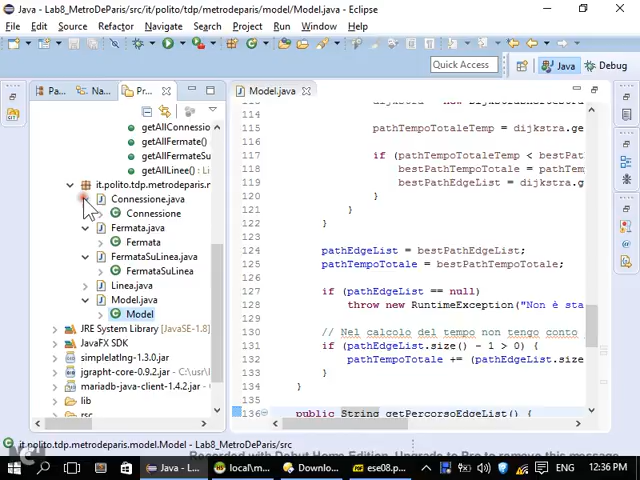 Java - Lab8_MetroDeParis/src/it/polito/tdp/metrodeparis/model/Model.java - Eclipse
File Edit Source Refactor Navigate Search Project Run Window Help
Quick Access
Java
Debug
Pa...
Na...
Pr...
Model.java
getAllConnessio
getAllFermate()
getAllFermateSu
getAllLinee() : Li
it.polito.tdp.metrodeparis.r
Connessione.java
Connessione
Fermata.java
Fermata
FermataSuLinea.java
FermataSuLinea
Linea.java
Model.java
Model
JRE System Library [JavaSE-1.8]
JavaFX SDK
simplelatlng-1.3.0.jar
jgrapht-core-0.9.2.jar - C:\usr\l
mariadb-java-client-1.4.2.jar
lib
114
115 pathTempoTotaleTemp = dijkstra.ge
116
117 if (pathTempoTotaleTemp < bestPa
118 bestPathTempoTotale = pathTem
119 bestPathEdgeList = dijkstra.g
120 }
121 }
122 }
123
124 pathEdgeList = bestPathEdgeList;
125 pathTempoTotale = bestPathTempoTotale;
126
127 if (pathEdgeList == null)
128 throw new RuntimeException("Non è sta
129
130 // Nel calcolo del tempo non tengo conto
131 if (pathEdgeList.size() - 1 > 0) {
132 pathTempoTotale += (pathEdgeList.size
133 }
134 }
135
136 public String getPercorsoEdgeList() {
it.polito.tdp.metrodeparis.model.Model - Lab8_MetroDeParis/src
Recorded with Debut Home Edition. Upgrade to Pro to remove this message
Java - L...
local\m...
Downlo...
ese08.p...
ENG
12:36 PM